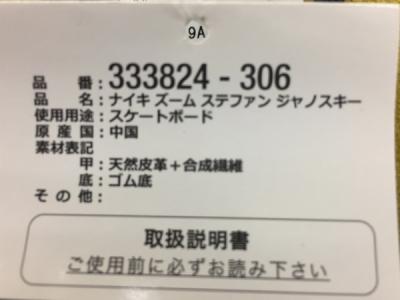 9A
品番：333824-306
品名：ナイキ ズーム ステファン ジャノスキー
使用用途：スケートボード
原産国：中国
素材表記
甲：天然皮革＋合成繊維
底：ゴム底
その他：
取扱説明書
ご使用前に必ずお読み下さい